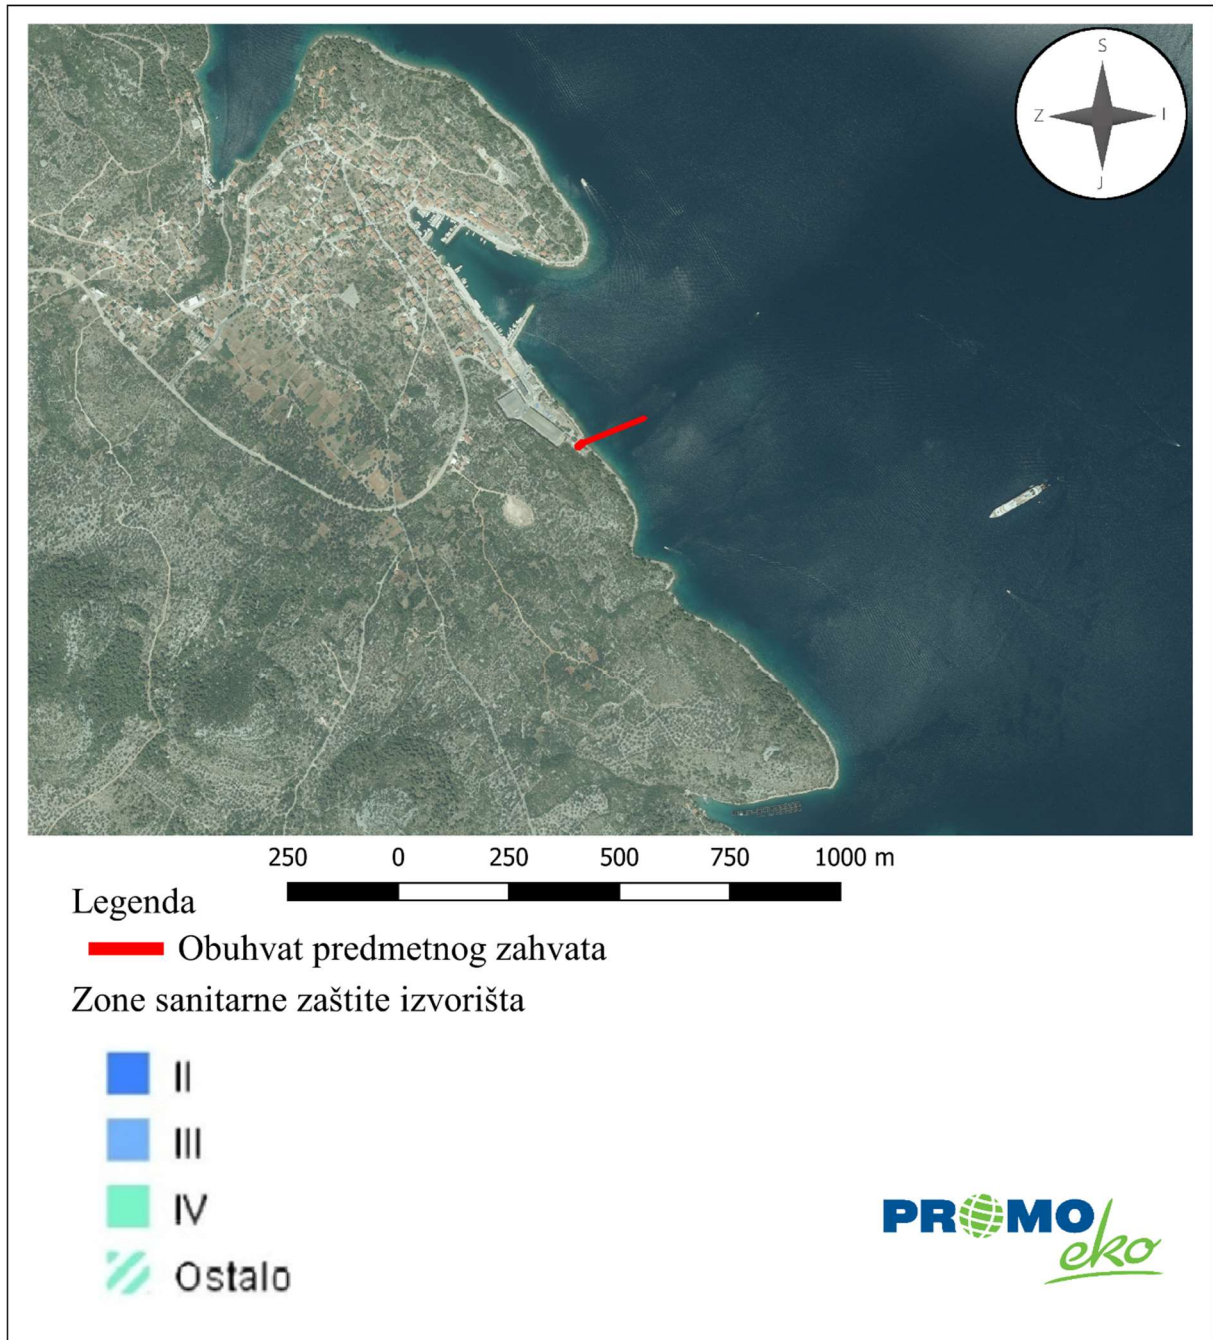 S
Z I
J
250 0 250 500 750 1000 m
Legenda
Obuhvat predmetnog zahvata
Zone sanitarne zaštite izvorišta
II
III
IV
Ostalo
PROMO
eko